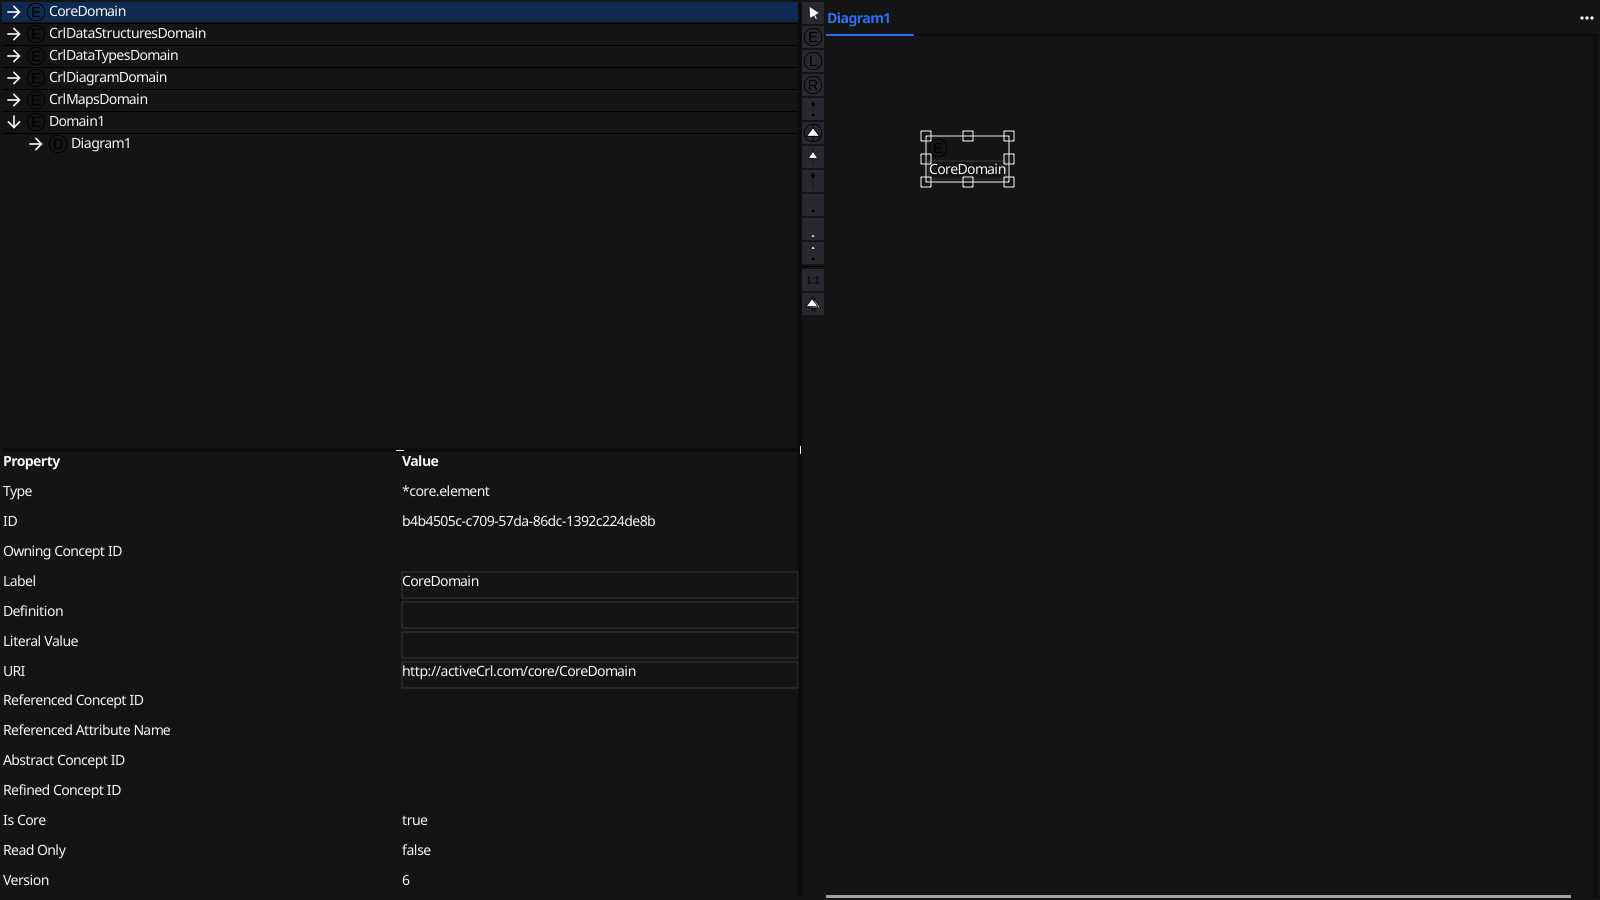 E CoreDomain
E CrlDataStructuresDomain
E CrlDataTypesDomain
E CrlDiagramDomain
E CrlMapsDomain
E Domain1
D Diagram1
Property Value
Type *core.element
ID b4b4505c-c709-57da-86dc-1392c224de8b
Owning Concept ID
Label CoreDomain
Definition
Literal Value
URI http://activeCrl.com/core/CoreDomain
Referenced Concept ID
Referenced Attribute Name
Abstract Concept ID
Refined Concept ID
Is Core true
Read Only false
Version 6
E
L
R
1:1
Diagram1
E
CoreDomain